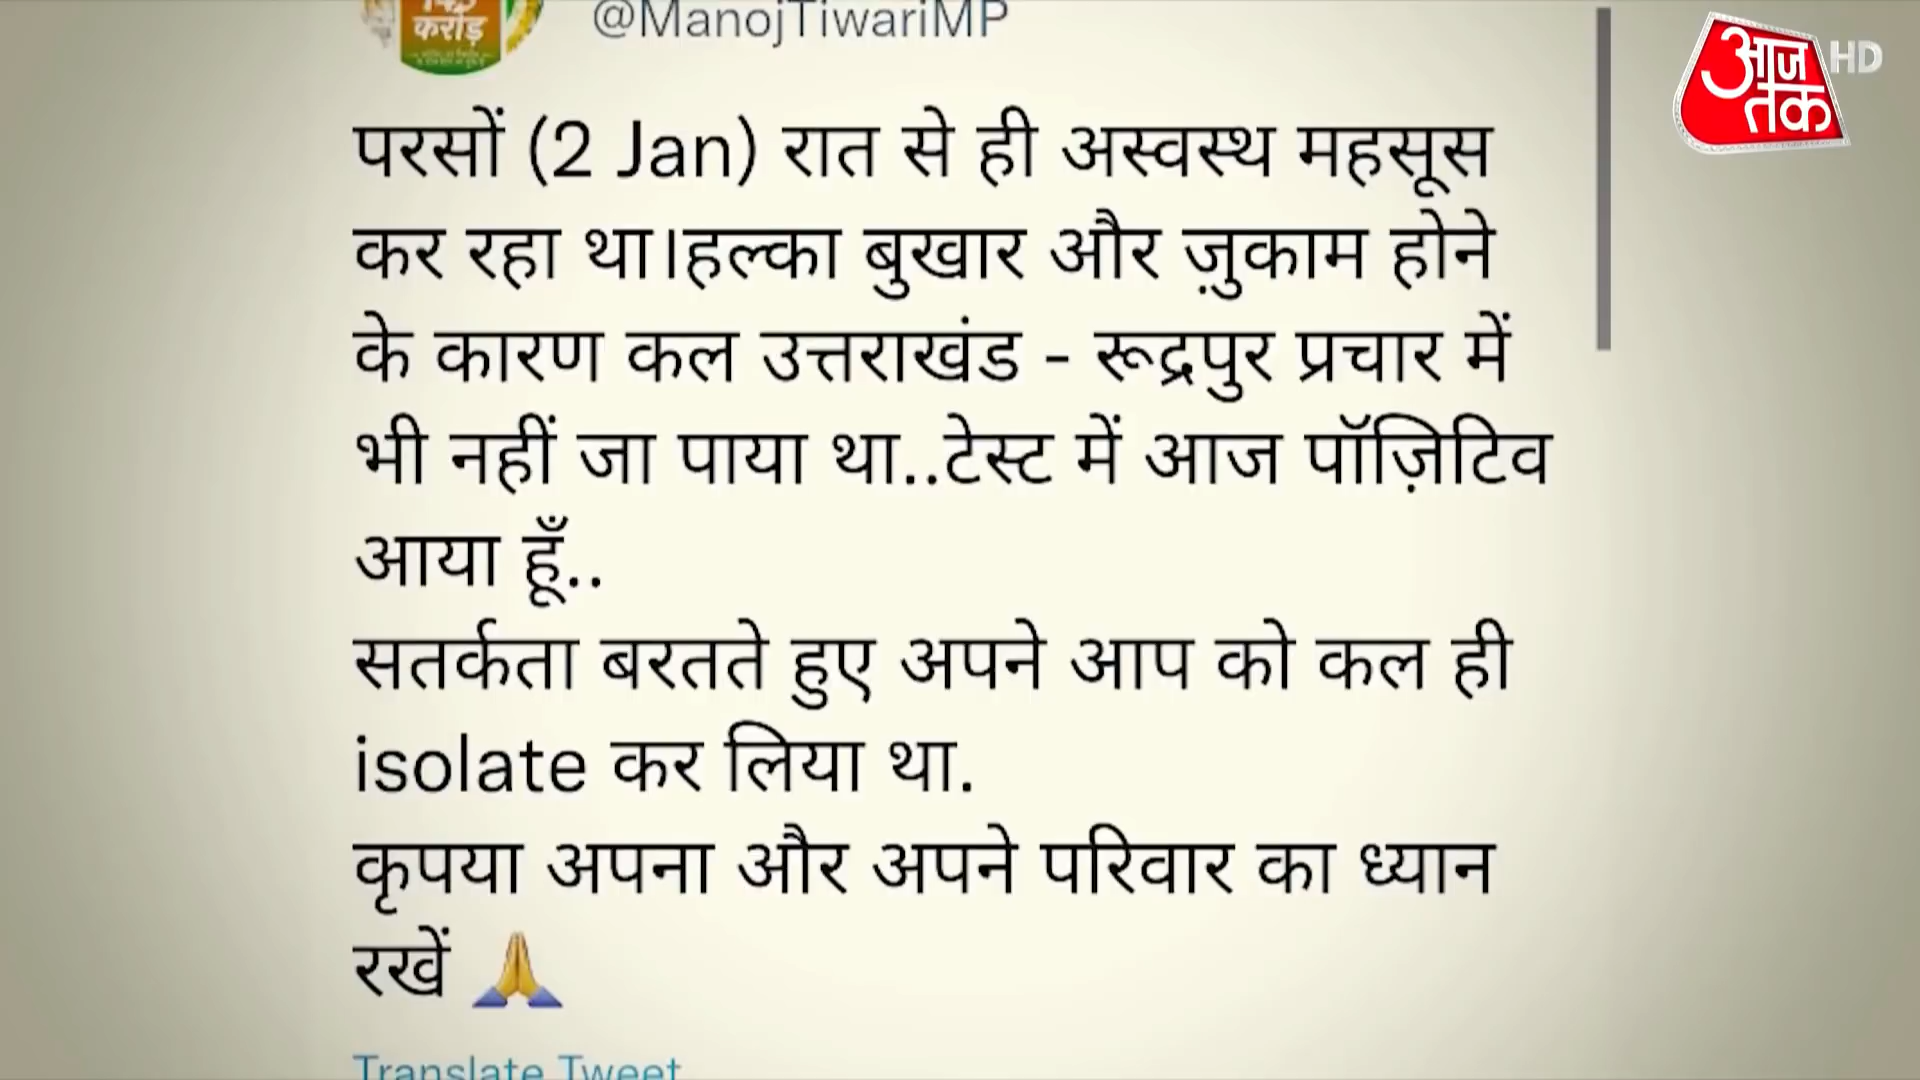 करोड़
@ManojTiwariMP
आज तक HD
परसों (2 Jan) रात से ही अस्वस्थ महसूस
कर रहा था।हल्का बुखार और ज़ुकाम होने
के कारण कल उत्तराखंड - रूद्रपुर प्रचार में
भी नहीं जा पाया था..टेस्ट में आज पॉज़िटिव
आया हूँ..
सतर्कता बरतते हुए अपने आप को कल ही
isolate कर लिया था.
कृपया अपना और अपने परिवार का ध्यान
रखें 🙏
Translate Tweet